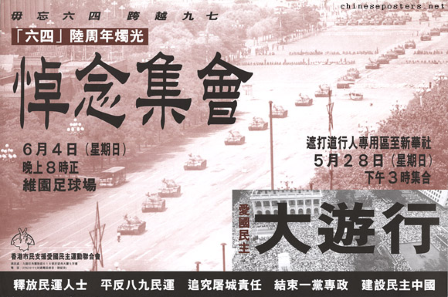 chineseposters.net
毋忘六四 跨越九七
「六四」陸周年燭光
悼念集會
6月4日（星期日）
晚上8時正
維園足球場
遮打道行人專用區至新華社
5月28日（星期日）
下午3時集合
愛國民主
大遊行
香港市民支援愛國民主運動聯合會
釋放民運人士 平反八九民運 追究屠城責任 結束一黨專政 建設民主中國